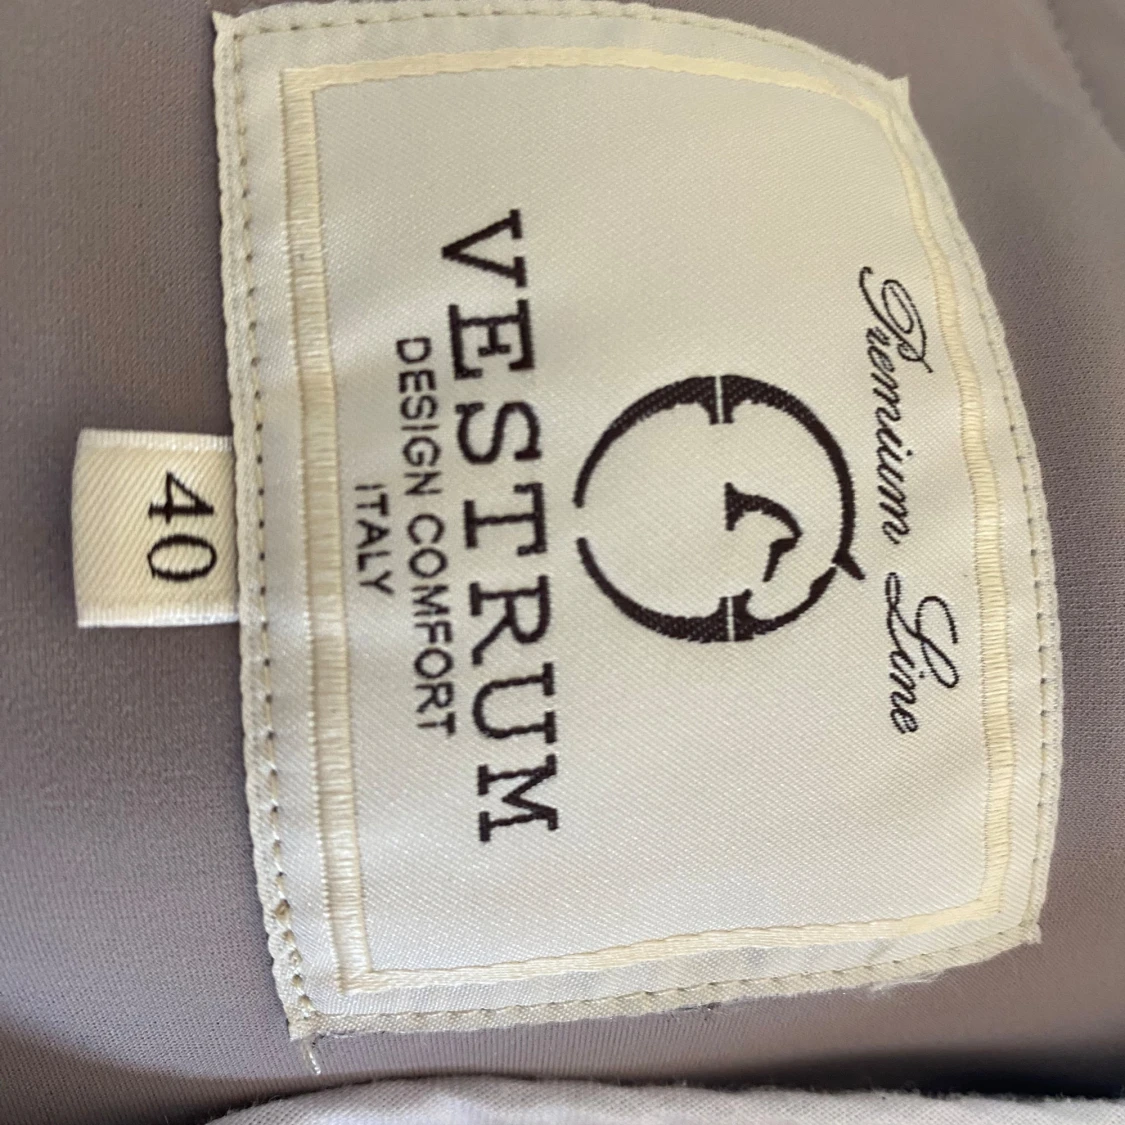 Premium Line
VESTRUM
DESIGN COMFORT
ITALY
40